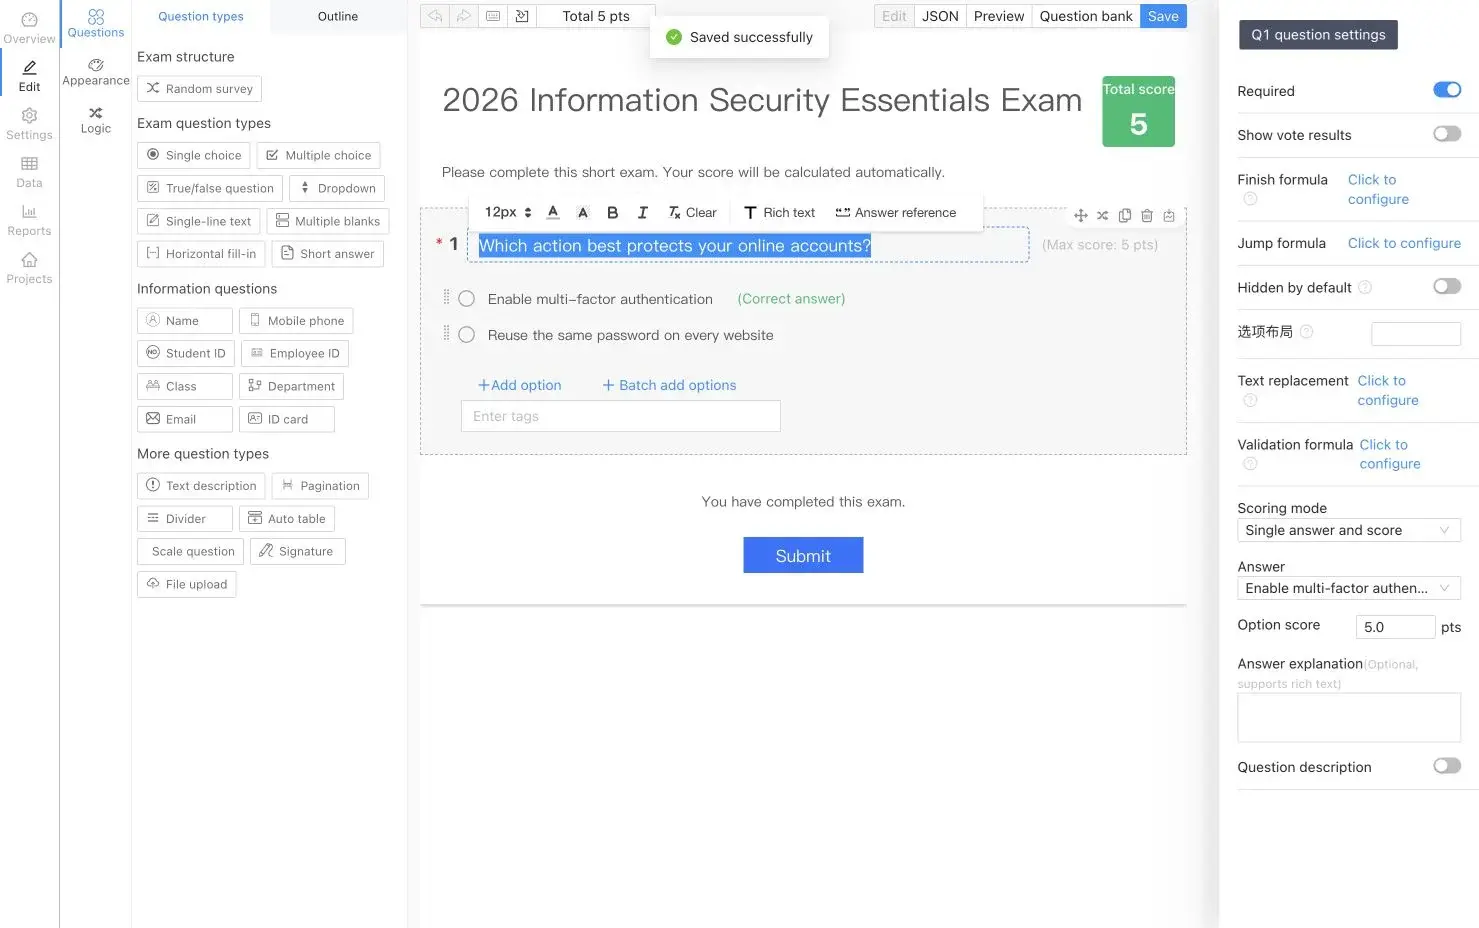 Overview
Edit
Settings
Data
Reports
Projects
Questions
Appearance
Logic
Question types
Outline
Exam structure
Random survey
Exam question types
Single choice
Multiple choice
True/false question
Dropdown
Single-line text
Multiple blanks
Horizontal fill-in
Short answer
Information questions
Name
Mobile phone
Student ID
Employee ID
Class
Department
Email
ID card
More question types
Text description
Pagination
Divider
Auto table
Scale question
Signature
File upload
Total 5 pts
Saved successfully
Edit
JSON
Preview
Question bank
Save
2026 Information Security Essentials Exam
Total score
5
Please complete this short exam. Your score will be calculated automatically.
12px
A
A
B
I
Clear
Rich text
Answer reference
* 1
Which action best protects your online accounts?
(Max score: 5 pts)
Enable multi-factor authentication
(Correct answer)
Reuse the same password on every website
+Add option
+ Batch add options
Enter tags
You have completed this exam.
Submit
Q1 question settings
Required
Show vote results
Finish formula
Click to
configure
Jump formula
Click to configure
Hidden by default
选项布局
Text replacement
Click to
configure
Validation formula
Click to
configure
Scoring mode
Single answer and score
Answer
Enable multi-factor authen...
Option score
5.0
pts
Answer explanation(Optional,
supports rich text)
Question description